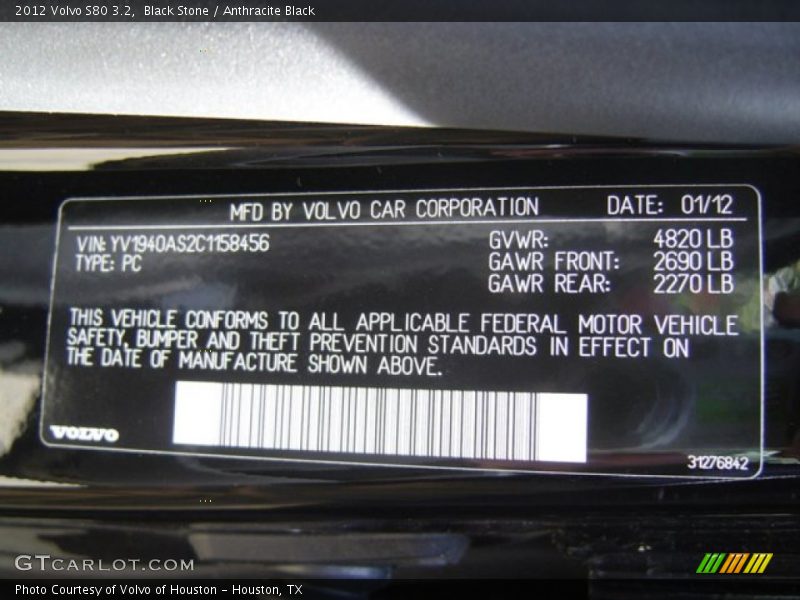 2012 Volvo S80 3.2,  Black Stone / Anthracite Black
MFD BY VOLVO CAR CORPORATION DATE: 01/12
VIN: YV1940AS2C1158456 GVWR: 4820 LB
TYPE: PC GAWR FRONT: 2690 LB
GAWR REAR: 2270 LB
THIS VEHICLE CONFORMS TO ALL APPLICABLE FEDERAL MOTOR VEHICLE
SAFETY, BUMPER AND THEFT PREVENTION STANDARDS IN EFFECT ON
THE DATE OF MANUFACTURE SHOWN ABOVE.
VOLVO
31276842
GTCARLOT.COM
Photo Courtesy of Volvo of Houston – Houston, TX